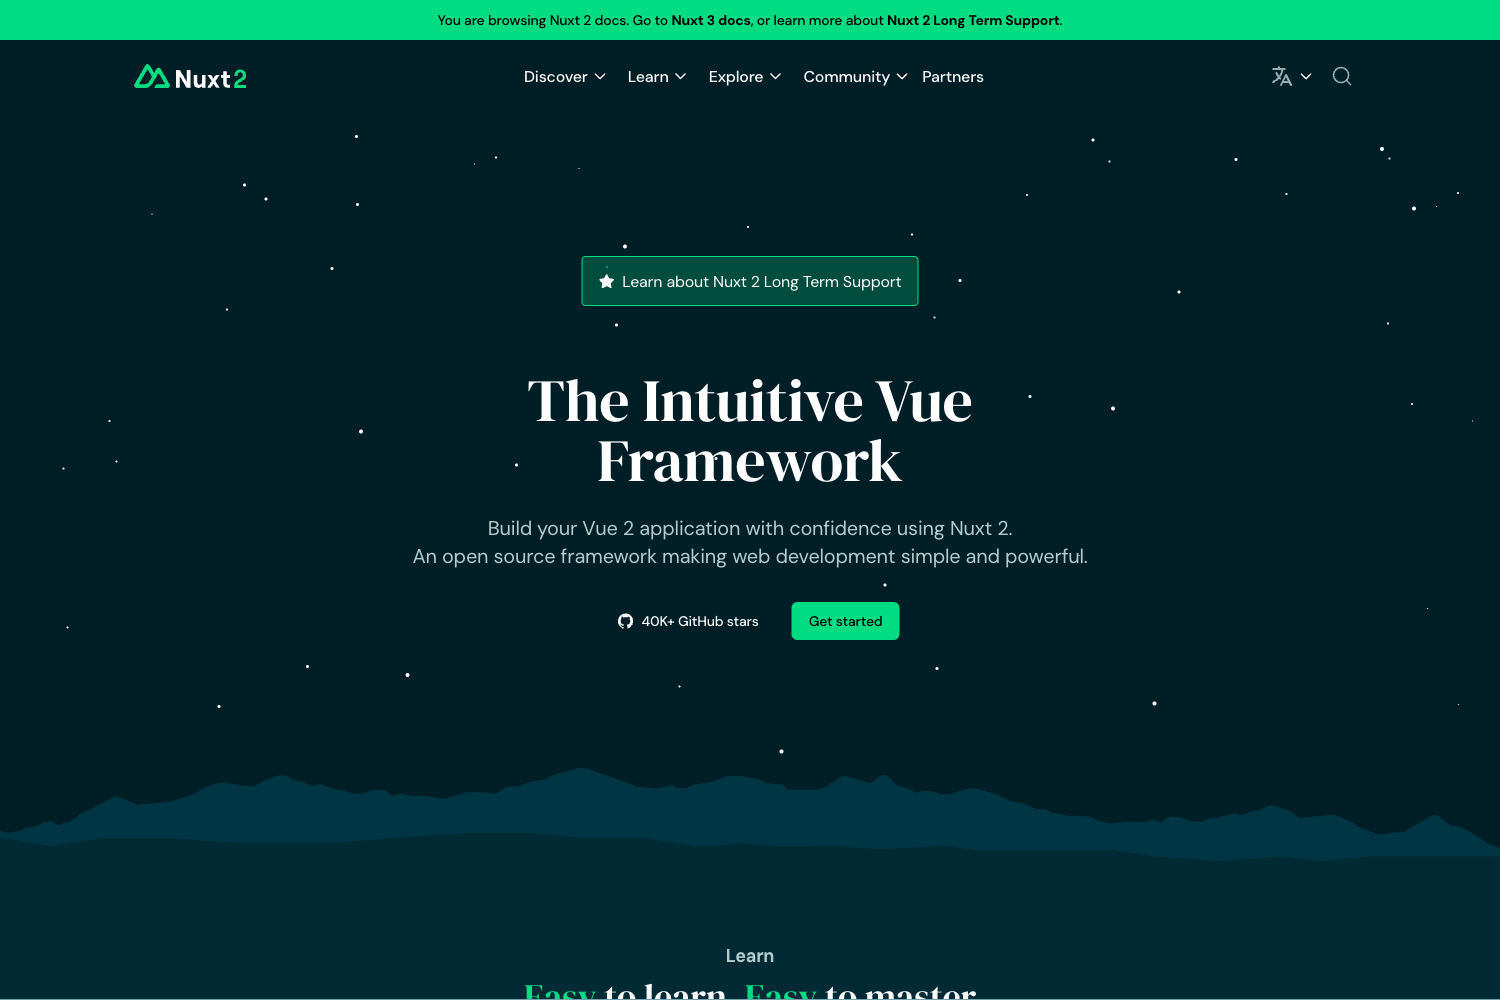 You are browsing Nuxt 2 docs. Go to Nuxt 3 docs, or learn more about Nuxt 2 Long Term Support.
Nuxt 2 Discover Learn Explore Community Partners
Learn about Nuxt 2 Long Term Support
The Intuitive Vue
Framework
Build your Vue 2 application with confidence using Nuxt 2.
An open source framework making web development simple and powerful.
40K+ GitHub stars Get started
Learn
Easy to learn. Easy to master.